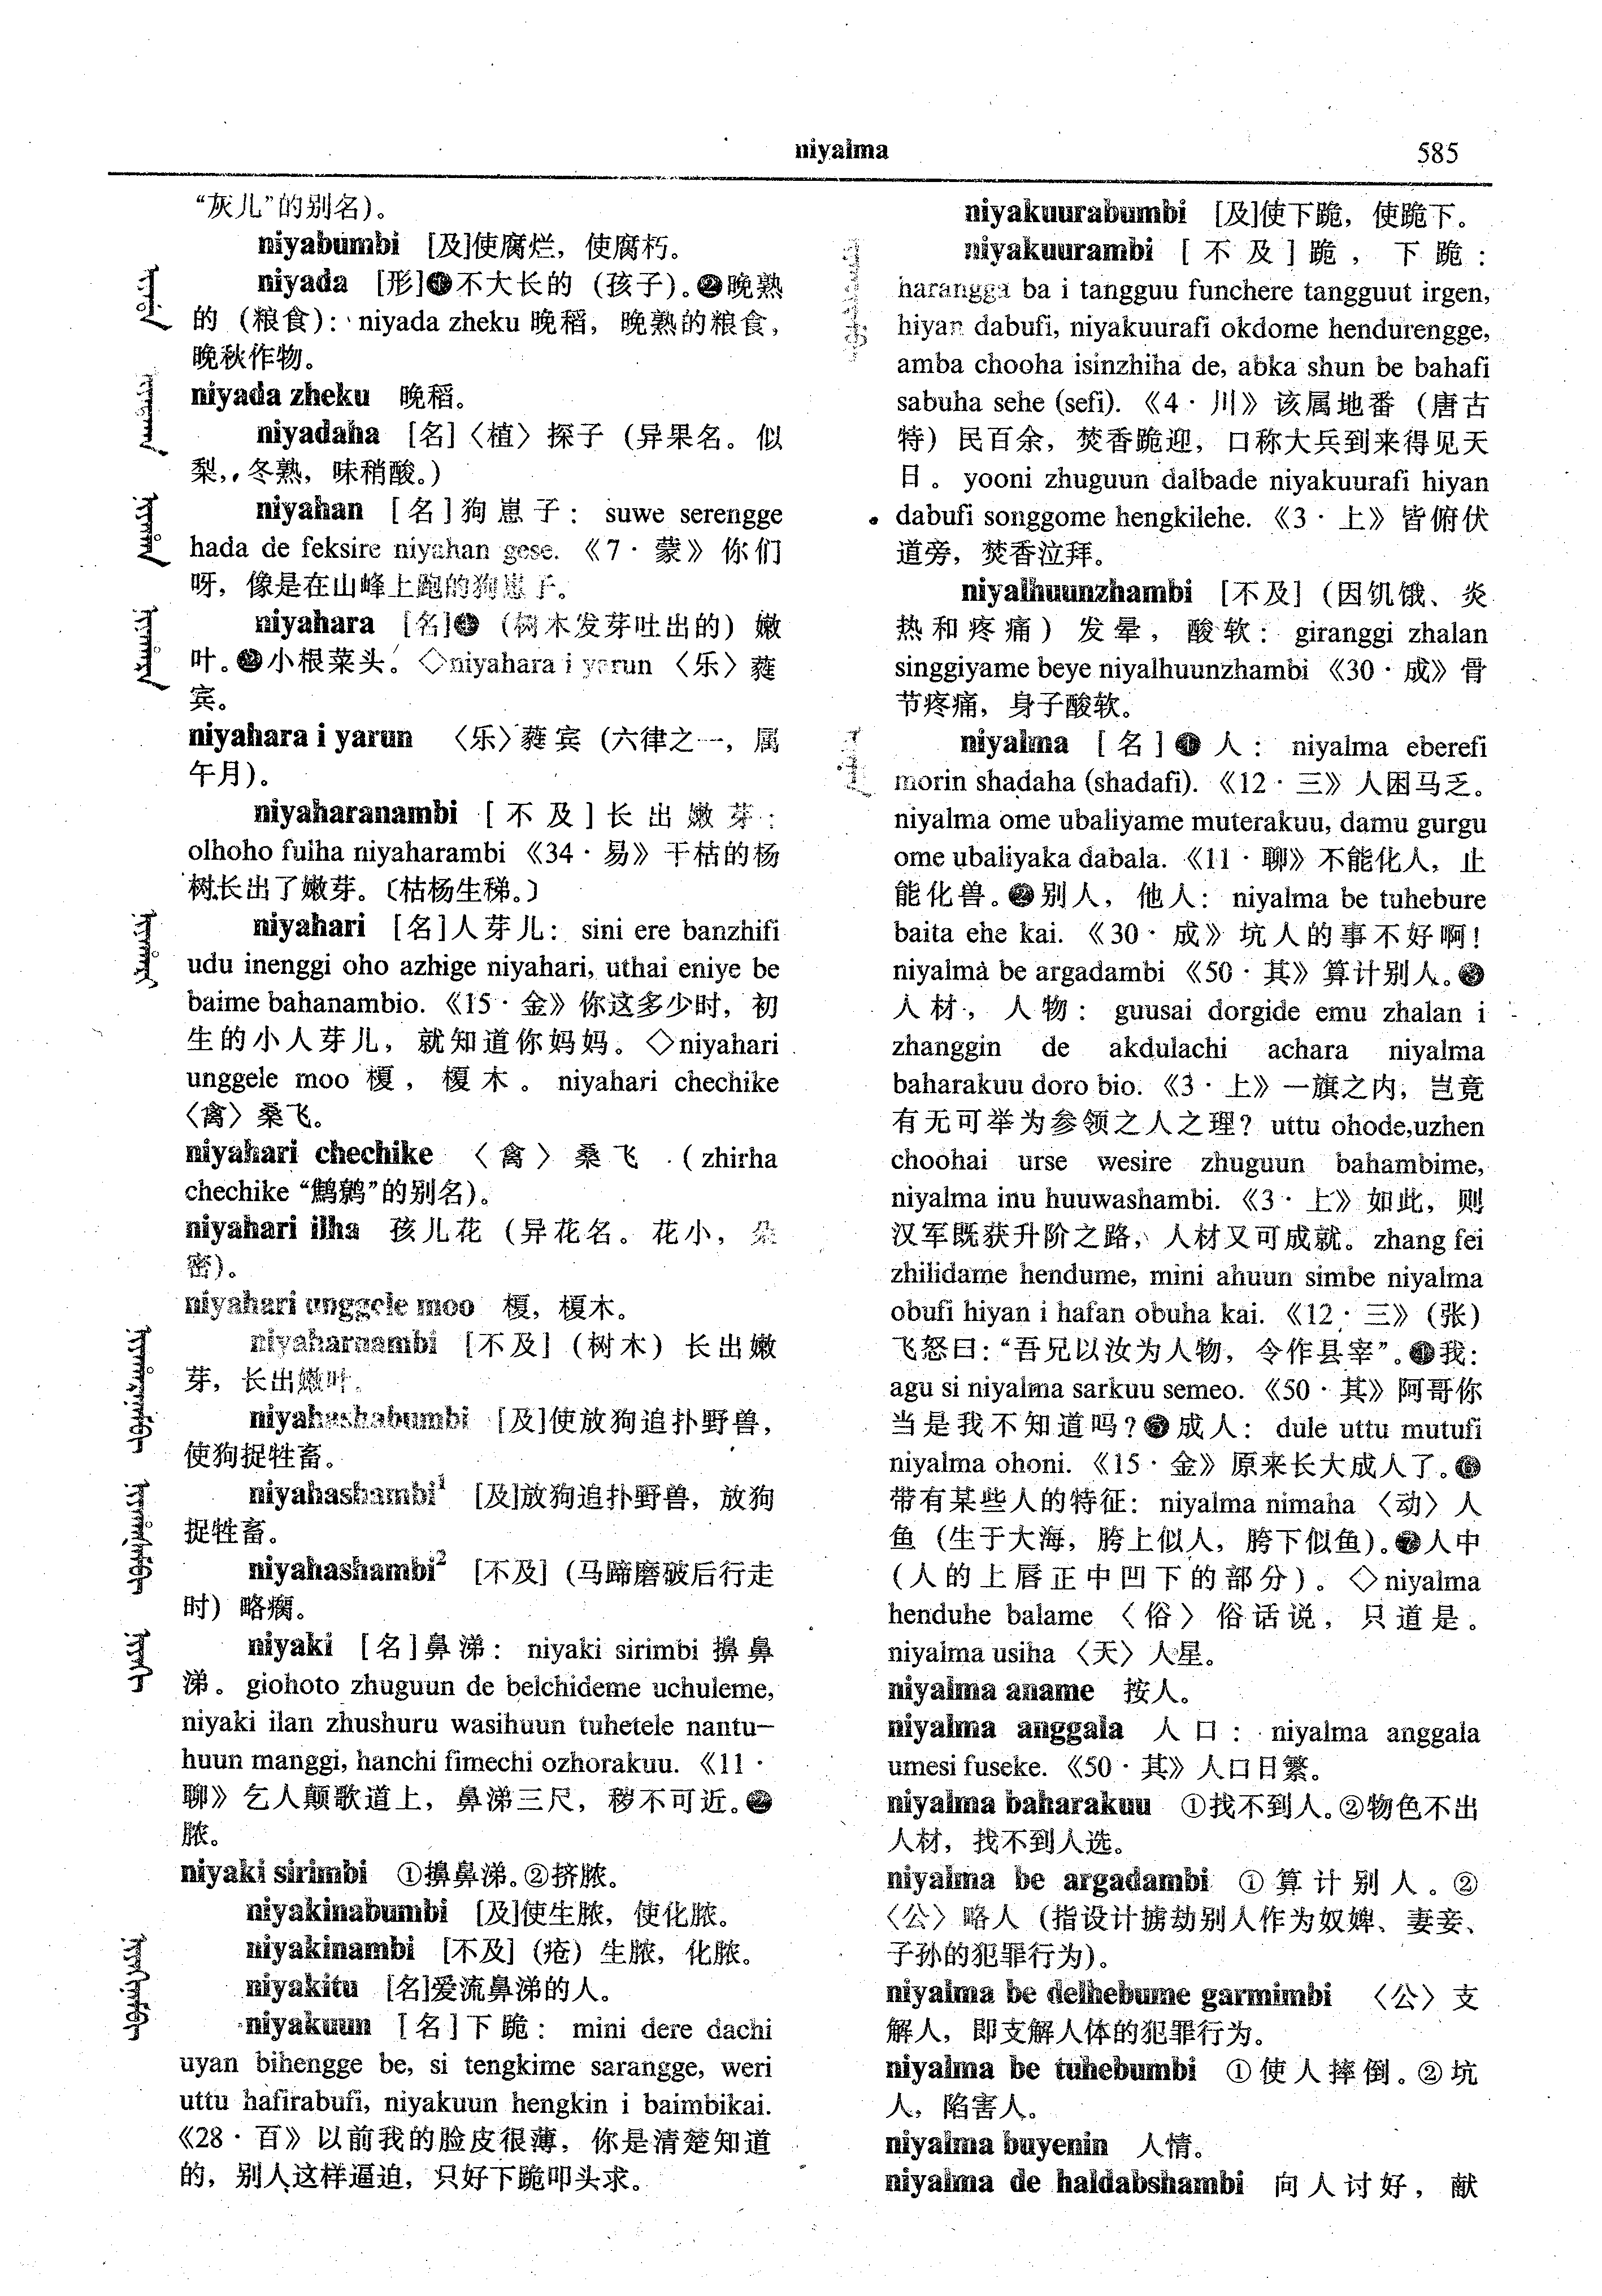 niyalma
585
“灰儿”的别名)。
niyabumbi [及]使腐烂，使腐朽。
niyada [形]❶不大长的（孩子）。❷晚熟
的（粮食）：niyada zheku 晚稻，晚熟的粮食，
晚秋作物。
niyada zheku 晚稻。
niyadaha [名]〈植〉探子（异果名。似
梨，冬熟，味稍酸。）
niyahan [名]狗崽子：suwe serengge
hada de feksire niyahan gese.《7·蒙》你们
呀，像是在山峰上跑的狗崽子。
niyahara [名]❶（树木发芽吐出的）嫩
叶。❷小根菜头。◇niyahara i yarun〈乐〉蕤
宾。
niyahara i yarun 〈乐〉蕤宾（六律之一，属
午月）。
niyaharanambi [不及]长出嫩芽：
olhoho fulha niyaharambi《34·易》干枯的杨
树长出了嫩芽。〔枯杨生稊。〕
niyahari [名]人芽儿：sini ere banzhifi
udu inenggi oho azhige niyahari, uthai eniye be
baime bahanambio.《15·金》你这多少时，初
生的小人芽儿，就知道你妈妈。◇niyahari
unggele moo 榎，榎木。niyahari chechike
〈禽〉桑飞。
niyahari chechike 〈禽〉桑飞（zhirha
chechike “鹪鹩”的别名）。
niyahari ilha 孩儿花（异花名。花小，朵
密）。
niyahari unggele moo 榎，榎木。
niyaharnambi [不及]（树木）长出嫩
芽，长出嫩叶。
niyahashabumbi [及]使放狗追扑野兽，
使狗捉牲畜。
niyahashambi¹ [及]放狗追扑野兽，放狗
捉牲畜。
niyahashambi² [不及]（马蹄磨破后行走
时）略瘸。
niyaki [名]鼻涕：niyaki sirimbi 擤鼻
涕。giohoto zhuguun de belchideme uchuleme,
niyaki ilan zhushuru wasihuun tuhetele nantu-
huun manggi, hanchi fimechi ozhorakuu.《11·
聊》乞人颠歌道上，鼻涕三尺，秽不可近。❷
脓。
niyaki sirimbi ①擤鼻涕。②挤脓。
niyakinabumbi [及]使生脓，使化脓。
niyakinambi [不及]（疮）生脓，化脓。
niyakitu [名]爱流鼻涕的人。
niyakuun [名]下跪：mini dere dachi
uyan bihengge be, si tengkime sarangge, weri
uttu hafirabufi, niyakuun hengkin i baimbikai.
《28·百》以前我的脸皮很薄，你是清楚知道
的，别人这样逼迫，只好下跪叩头求。
niyakuurabumbi [及]使下跪，使跪下。
niyakuurambi [不及]跪，下跪：
harangga ba i tangguu funchere tangguut irgen,
hiyan dabufi, niyakuurafi okdome hendurengge,
amba chooha isinzhiha de, abka shun be bahafi
sabuha sehe (sefi).《4·川》该属地番（唐古
特）民百余，焚香跪迎，口称大兵到来得见天
日。yooni zhuguun dalbade niyakuurafi hiyan
dabufi songgome hengkilehe.《3·上》皆俯伏
道旁，焚香泣拜。
niyalhuunzhambi [不及]（因饥饿、炎
热和疼痛）发晕，酸软：giranggi zhalan
singgiyame beye niyalhuunzhambi《30·成》骨
节疼痛，身子酸软。
niyalma [名]❶人：niyalma eberefi
morin shadaha (shadafi).《12·三》人困马乏。
niyalma ome ubaliyame muterakuu, damu gurgu
ome ubaliyaka dabala.《11·聊》不能化人，止
能化兽。❷别人，他人：niyalma be tuhebure
baita ehe kai.《30·成》坑人的事不好啊！
niyalma be argadambi《50·其》算计别人。❸
人材，人物：guusai dorgide emu zhalan i
zhanggin de akdulachi achara niyalma
baharakuu doro bio.《3·上》一旗之内，岂竟
有无可举为参领之人之理？uttu ohode,uzhen
choohai urse wesire zhuguun bahambime,
niyalma inu huuwashambi.《3·上》如此，则
汉军既获升阶之路，人材又可成就。zhang fei
zhilidame hendume, mini ahuun simbe niyalma
obufi hiyan i hafan obuha kai.《12·三》（张）
飞怒曰：“吾兄以汝为人物，令作县宰”。❹我：
agu si niyalma sarkuu semeo.《50·其》阿哥你
当是我不知道吗？❺成人：dule uttu mutufi
niyalma ohoni.《15·金》原来长大成人了。❻
带有某些人的特征：niyalma nimaha〈动〉人
鱼（生于大海，胯上似人，胯下似鱼）。❼人中
（人的上唇正中凹下的部分）。◇niyalma
henduhe balame〈俗〉俗话说，只道是。
niyalma usiha〈天〉人星。
niyalma aname 按人。
niyalma anggala 人口：niyalma anggala
umesi fuseke.《50·其》人口日繁。
niyalma baharakuu ①找不到人。②物色不出
人材，找不到人选。
niyalma be argadambi ①算计别人。②
〈公〉略人（指设计掳劫别人作为奴婢、妻妾、
子孙的犯罪行为）。
niyalma be delhebume garmimbi 〈公〉支
解人，即支解人体的犯罪行为。
niyalma be tuhebumbi ①使人摔倒。②坑
人，陷害人。
niyalma buyenin 人情。
niyalma de haldabshambi 向人讨好，献